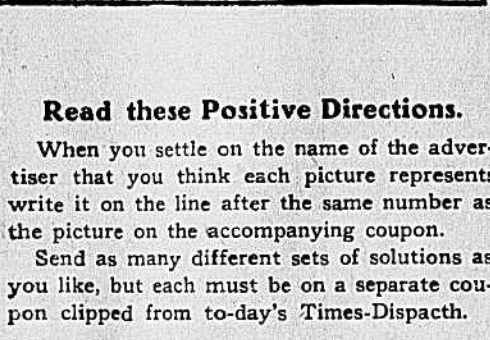 Read these Positive Directions.
When you settle on the name of the adver-
tiser that you think each picture represents
write it on the line after the same number as
the picture on the accompanying coupon.
Send as many different sets of solutions as
you like, but each must be on a separate cou-
pon clipped from to-day's Times-Dispacth.